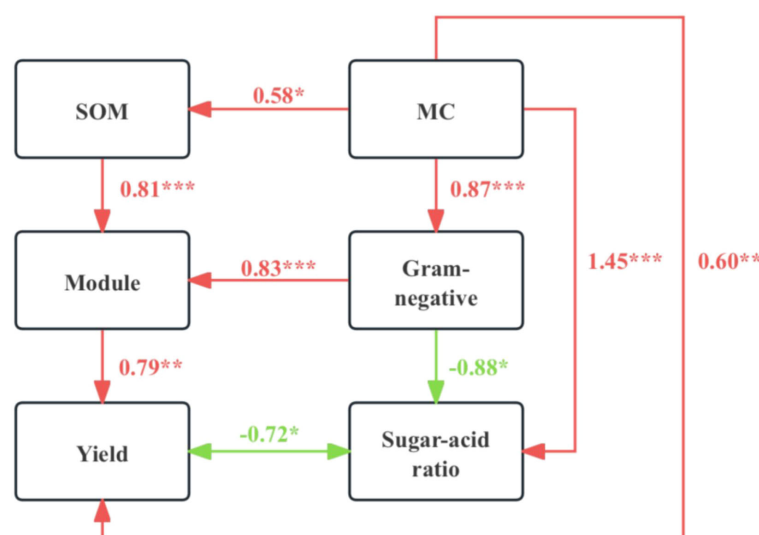 SOM
0.58*
MC
0.81***
0.87***
Module
0.83***
Gram-
negative
1.45***
0.60**
0.79**
-0.88*
Yield
-0.72*
Sugar-acid
ratio